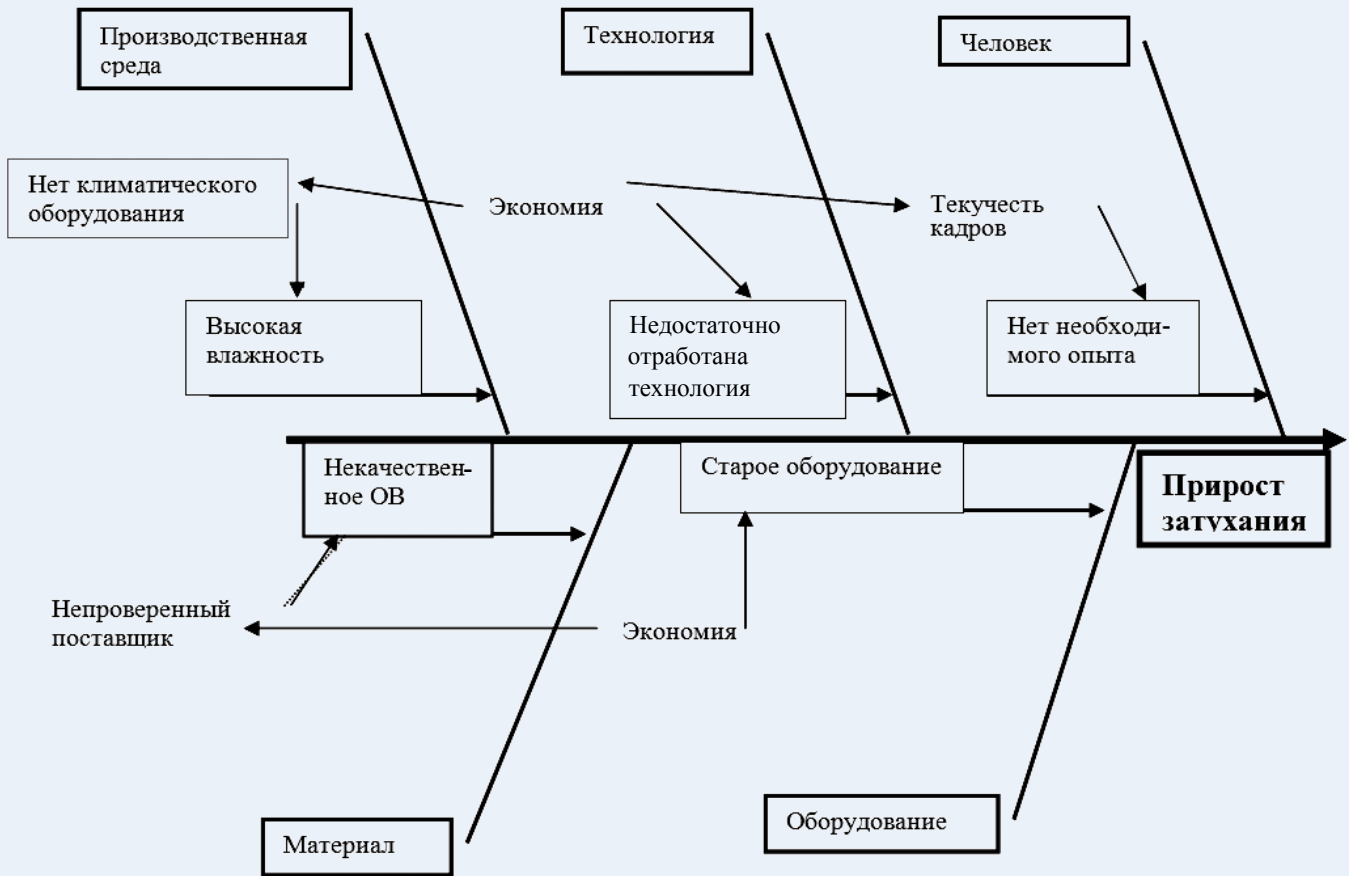 Производственная
среда
Технология
Человек
Нет климатического
оборудования
Экономия
Текучесть
кадров
Высокая
влажность
Недостаточно
отработана
технология
Нет необходи-
мого опыта
Некачествен-
ное ОВ
Старое оборудование
Прирост
затухания
Непроверенный
поставщик
Экономия
Материал
Оборудование